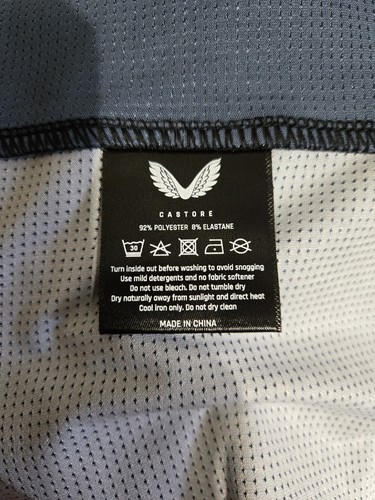 CASTORE
92% POLYESTER 8% ELASTANE
30
Turn inside out before washing to avoid snogging
Use mild detergents and no fabric softener
Do not use bleach. Do not tumble dry
Dry naturally away from sunlight and direct heat
Cool iron only. Do not dry clean
MADE IN CHINA